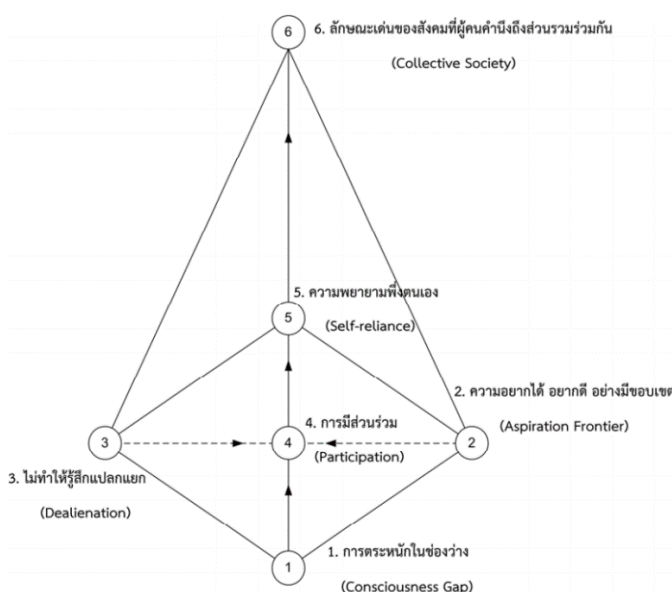 6
6. ลักษณะเด่นของสังคมที่ผู้คนคำนึงถึงส่วนรวมร่วมกัน
(Collective Society)
5. ความพยายามพึ่งตนเอง
5
(Self-reliance)
2. ความอยากได้ อยากดี อย่างมีขอบเขต
4. การมีส่วนร่วม
(Aspiration Frontier)
3
4
2
(Participation)
3. ไม่ทำให้รู้สึกแปลกแยก
(Dealienation)
1. การตระหนักในช่องว่าง
1
(Consciousness Gap)